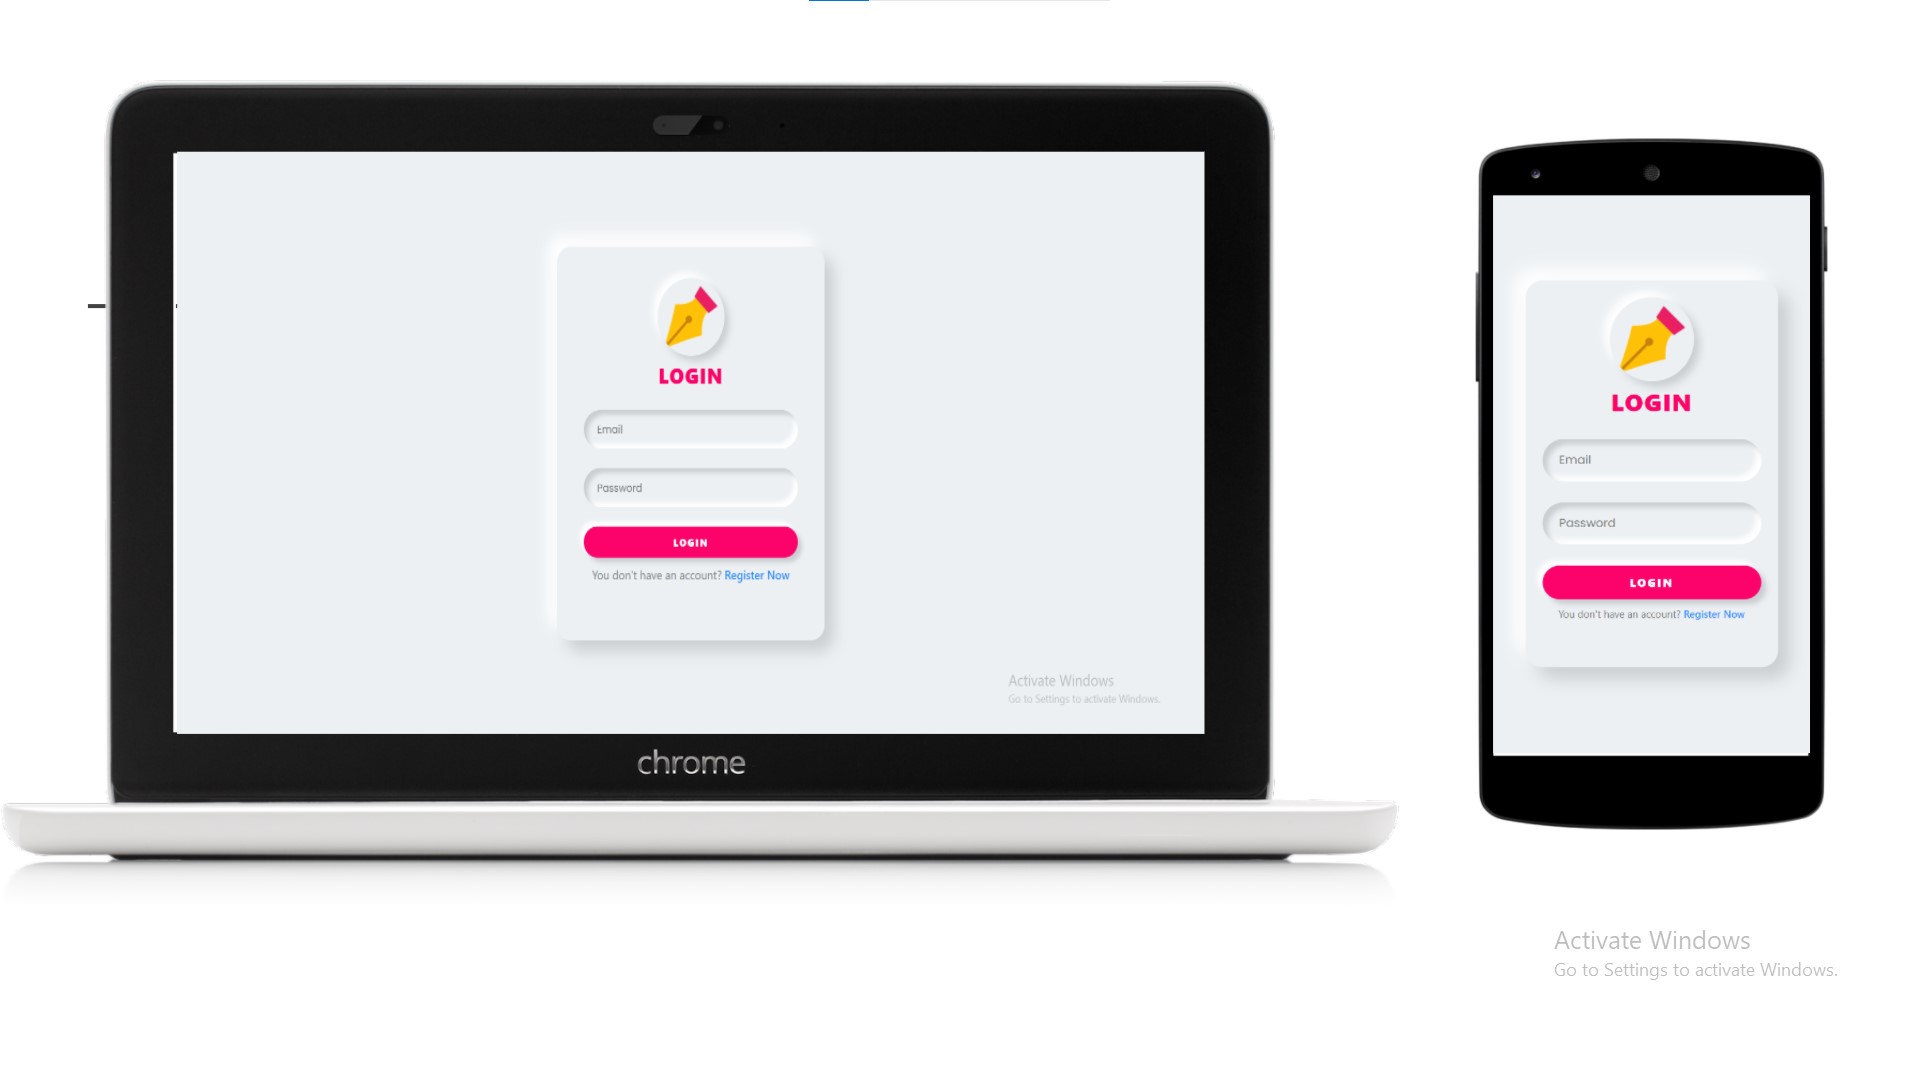 LOGIN
Email
Password
LOGIN
You don't have an account? Register Now
Activate Windows
Go to Settings to activate Windows.
chrome
LOGIN
Email
Password
LOGIN
You don't have an account? Register Now
Activate Windows
Go to Settings to activate Windows.